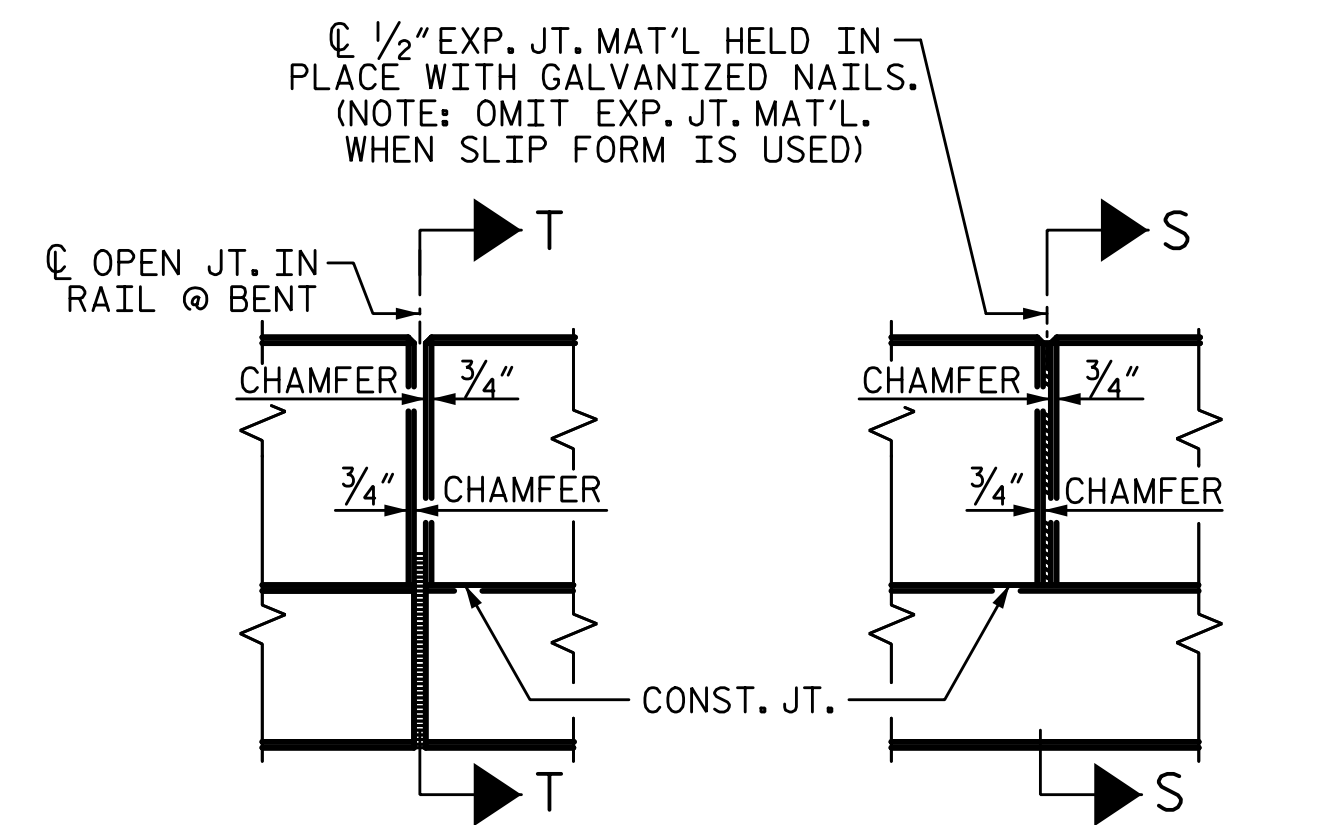 ℄ 1/2" EXP. JT. MAT'L HELD IN
PLACE WITH GALVANIZED NAILS.
(NOTE: OMIT EXP. JT. MAT'L.
WHEN SLIP FORM IS USED)
T
S
℄ OPEN JT. IN
RAIL @ BENT
CHAMFER
3/4"
CHAMFER
3/4"
3/4"
CHAMFER
3/4"
CHAMFER
CONST. JT.
T
S